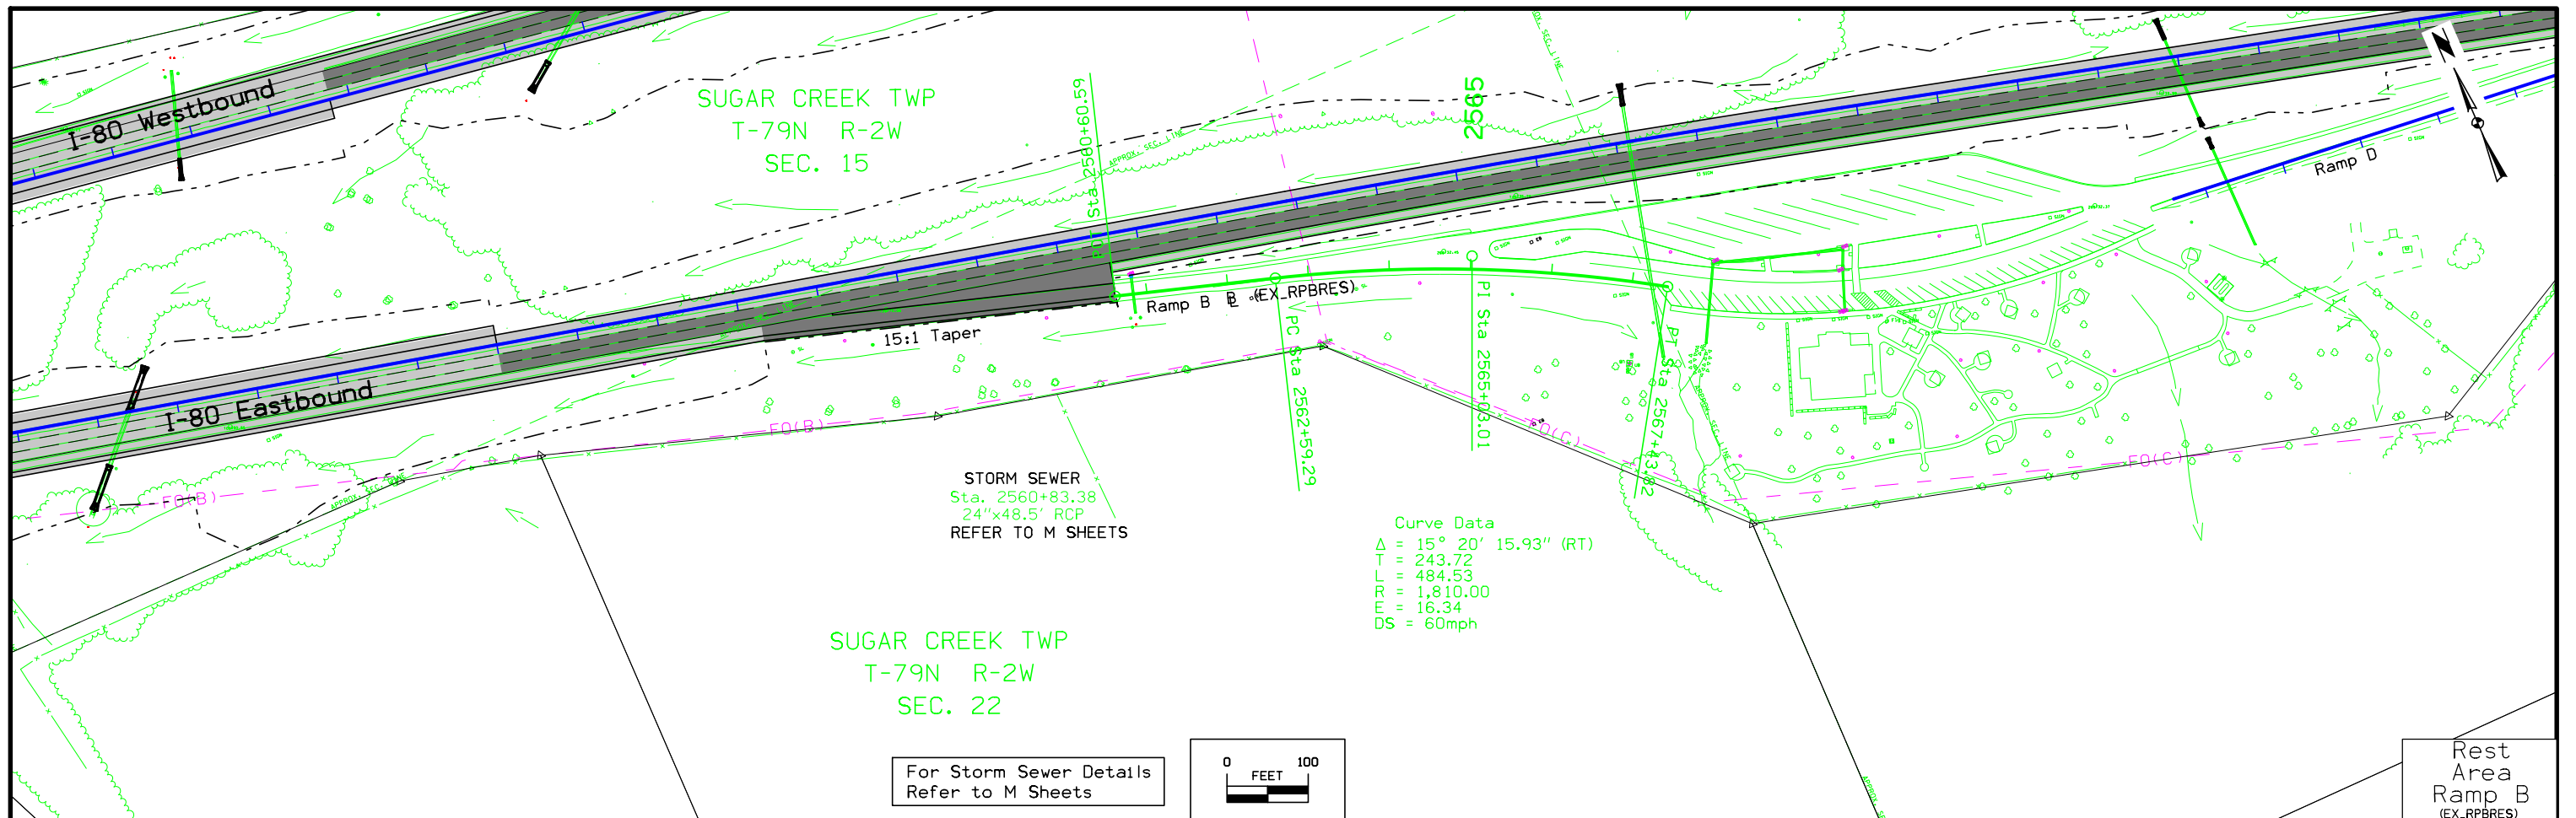 I-80 Westbound
SUGAR CREEK TWP
T-79N R-2W
SEC. 15
Sta 2560+60.59
APPROX. SEC. LINE
2565
Ramp D
I-80 Eastbound
15:1 Taper
Ramp B ℄ (EX_RPBRES)
PC Sta 2562+59.29
PI Sta 2565+03.01
PT Sta 2567+43.82
FO(B)
FO(B)
FO(C)
FO(C)
STORM SEWER
Sta. 2560+83.38
24"x48.5' RCP
REFER TO M SHEETS
Curve Data
Δ = 15° 20' 15.93" (RT)
T = 243.72
L = 484.53
R = 1,810.00
E = 16.34
DS = 60mph
SUGAR CREEK TWP
T-79N R-2W
SEC. 22
For Storm Sewer Details
Refer to M Sheets
0 100
FEET
Rest
Area
Ramp B
(EX_RPBRES)
N